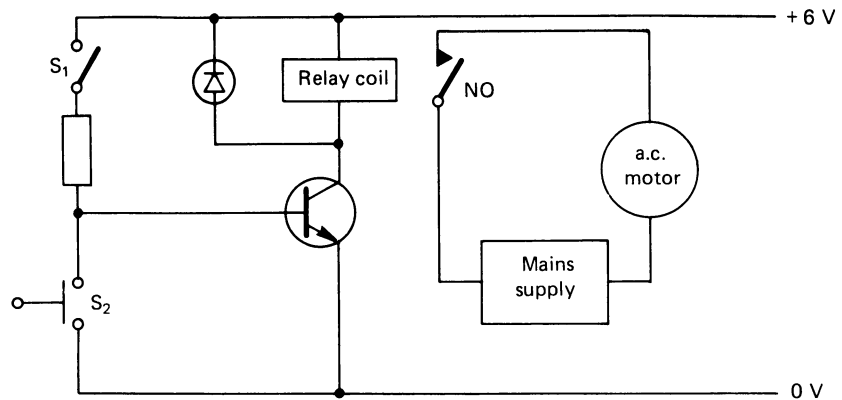 + 6 V
S₁
Relay coil
NO
a.c.
motor
Mains
supply
S₂
0 V